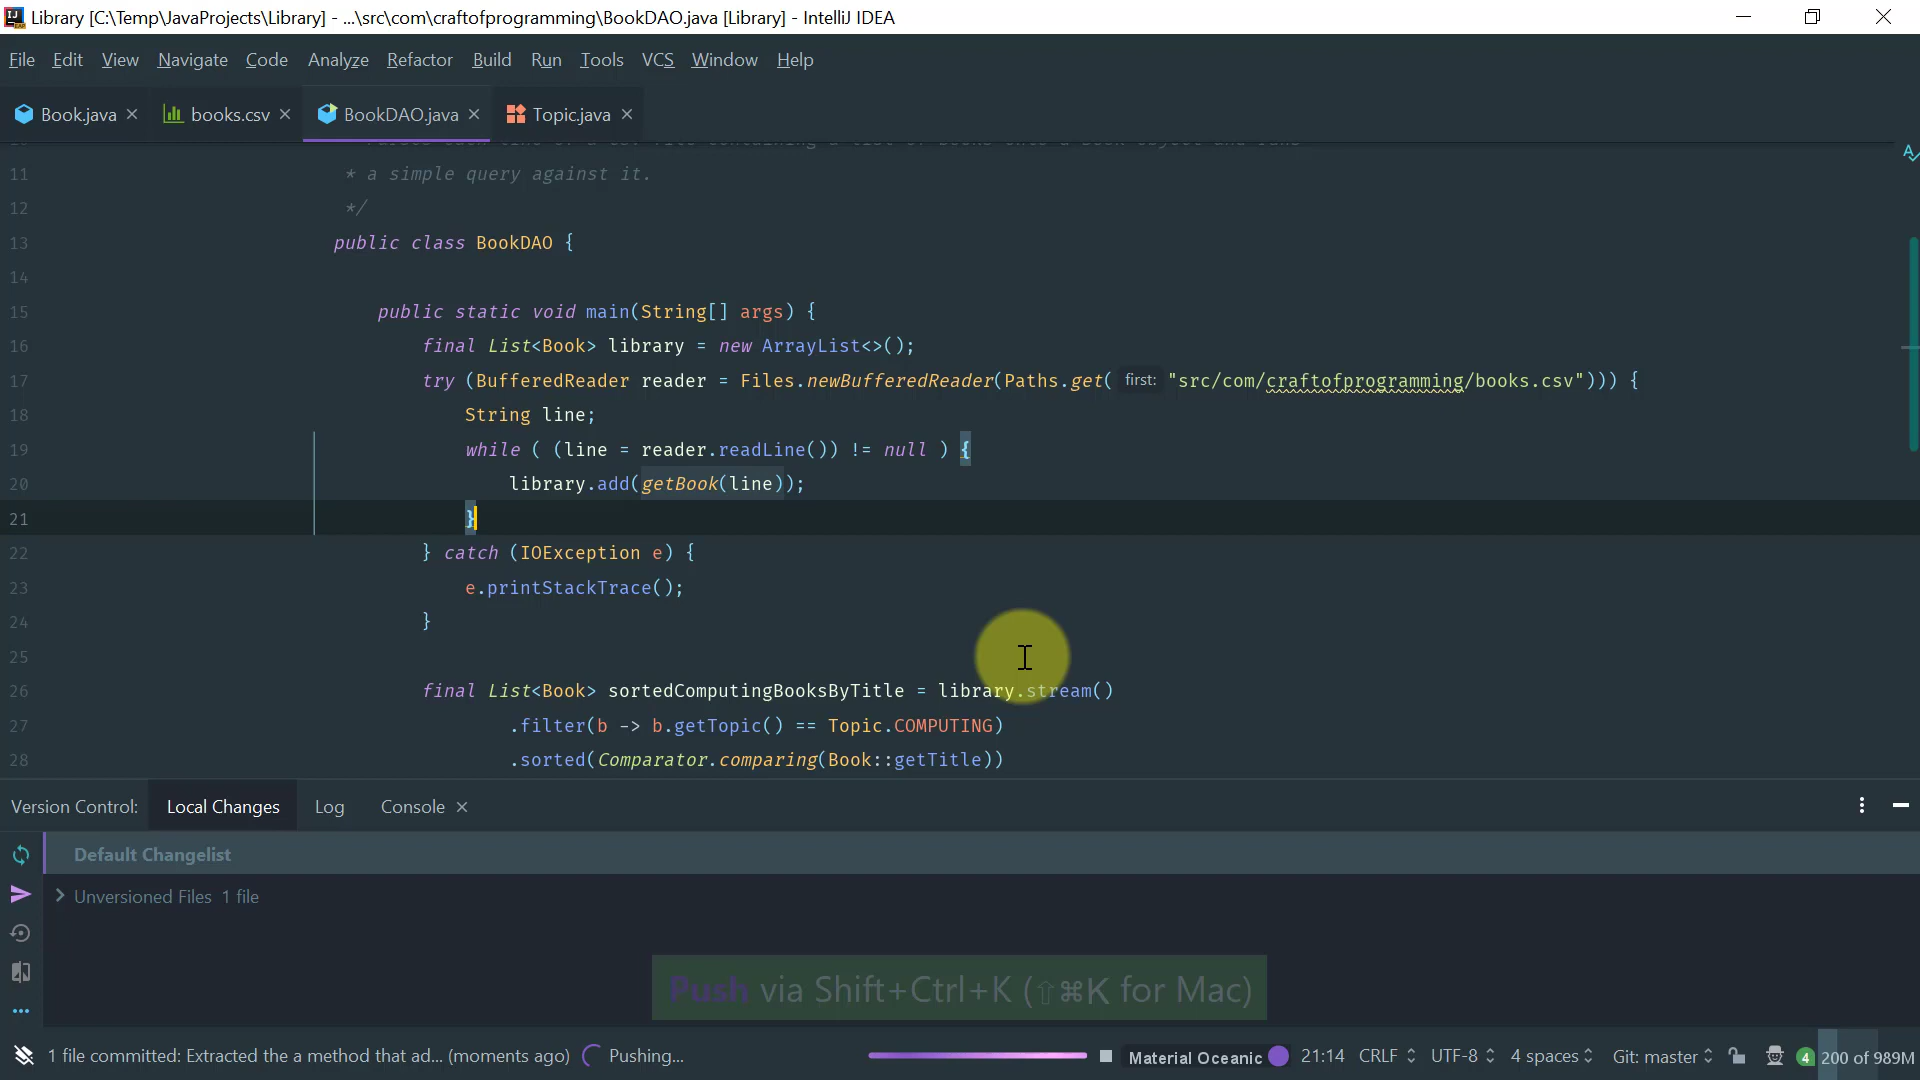 Library [C:\Temp\JavaProjects\Library] - ...\src\com\craftofprogramming\BookDAO.java [Library] - IntelliJ IDEA
File Edit View Navigate Code Analyze Refactor Build Run Tools VCS Window Help
Book.java books.csv BookDAO.java Topic.java
11 * a simple query against it.
12 */
13 public class BookDAO {
14
15 public static void main(String[] args) {
16 final List<Book> library = new ArrayList<>();
17 try (BufferedReader reader = Files.newBufferedReader(Paths.get( first: "src/com/craftofprogramming/books.csv"))) {
18 String line;
19 while ( (line = reader.readLine()) != null ) {
20 library.add(getBook(line));
21 }
22 } catch (IOException e) {
23 e.printStackTrace();
24 }
25
26 final List<Book> sortedComputingBooksByTitle = library.stream()
27 .filter(b -> b.getTopic() == Topic.COMPUTING)
28 .sorted(Comparator.comparing(Book::getTitle))
Version Control: Local Changes Log Console
Default Changelist
Unversioned Files 1 file
Push via Shift+Ctrl+K (⇧⌘K for Mac)
1 file committed: Extracted the a method that ad... (moments ago) Pushing... Material Oceanic 21:14 CRLF UTF-8 4 spaces Git: master 4 200 of 989M